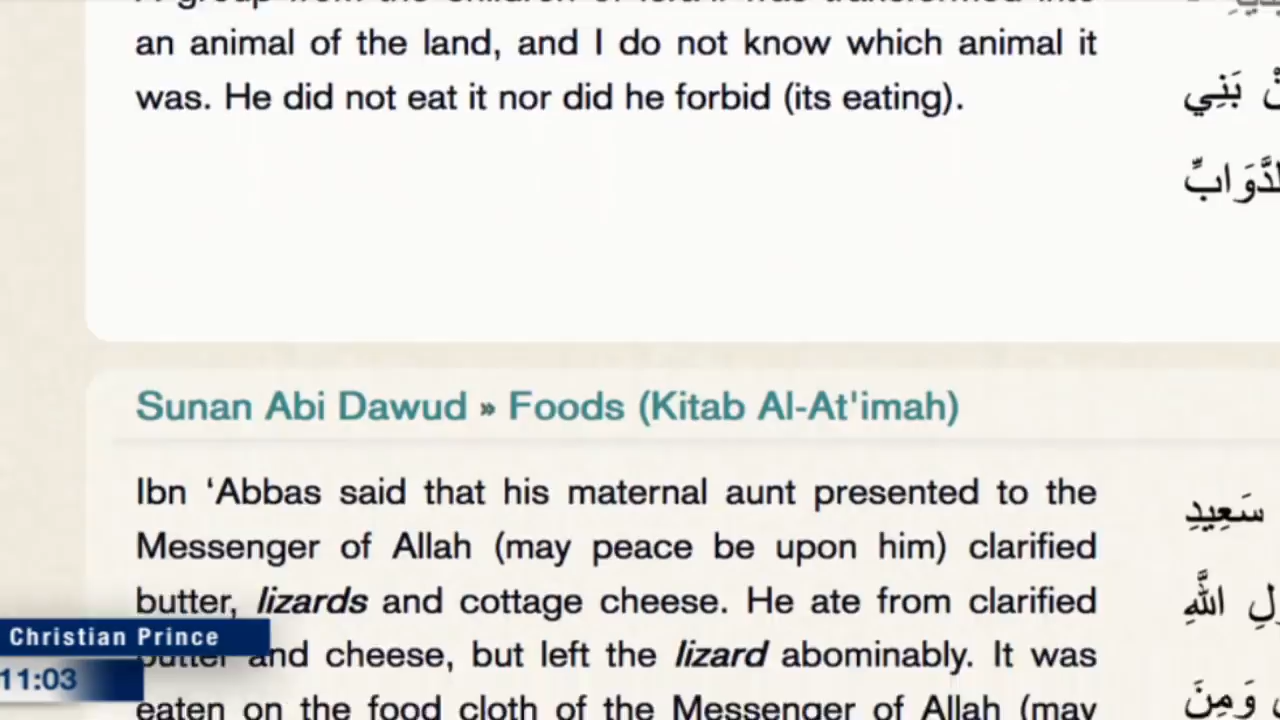 an animal of the land, and I do not know which animal it
was. He did not eat it nor did he forbid (its eating).
بَنِي
الدَّوَابِّ
Sunan Abi Dawud » Foods (Kitab Al-At'imah)
Ibn ‘Abbas said that his maternal aunt presented to the
Messenger of Allah (may peace be upon him) clarified
butter, lizards and cottage cheese. He ate from clarified
butter and cheese, but left the lizard abominably. It was
eaten on the food cloth of the Messenger of Allah (may
سَعِيدِ
اللَّهِ
وَمِنَ
Christian Prince
11:03